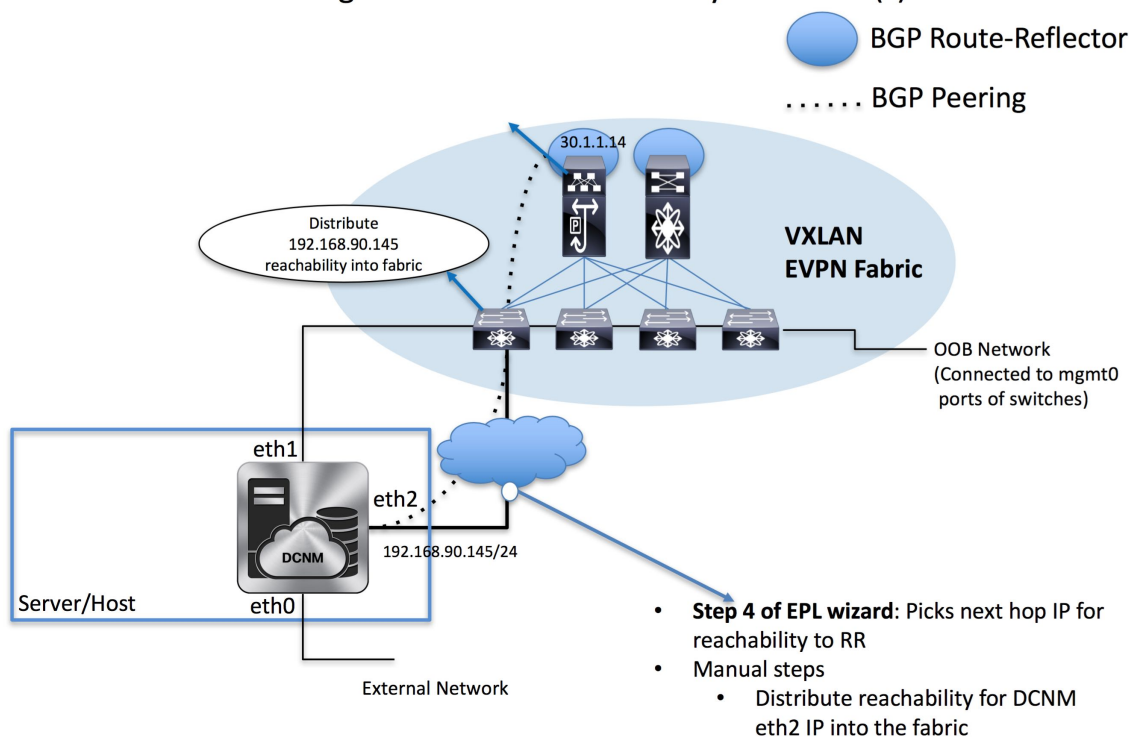 BGP Route-Reflector
BGP Peering
30.1.1.14
P
Distribute
192.168.90.145
reachability into fabric
VXLAN
EVPN Fabric
OOB Network
(Connected to mgmt0
ports of switches)
eth1
eth2
DCNM
192.168.90.145/24
Server/Host
eth0
External Network
• Step 4 of EPL wizard: Picks next hop IP for
reachability to RR
• Manual steps
• Distribute reachability for DCNM
eth2 IP into the fabric